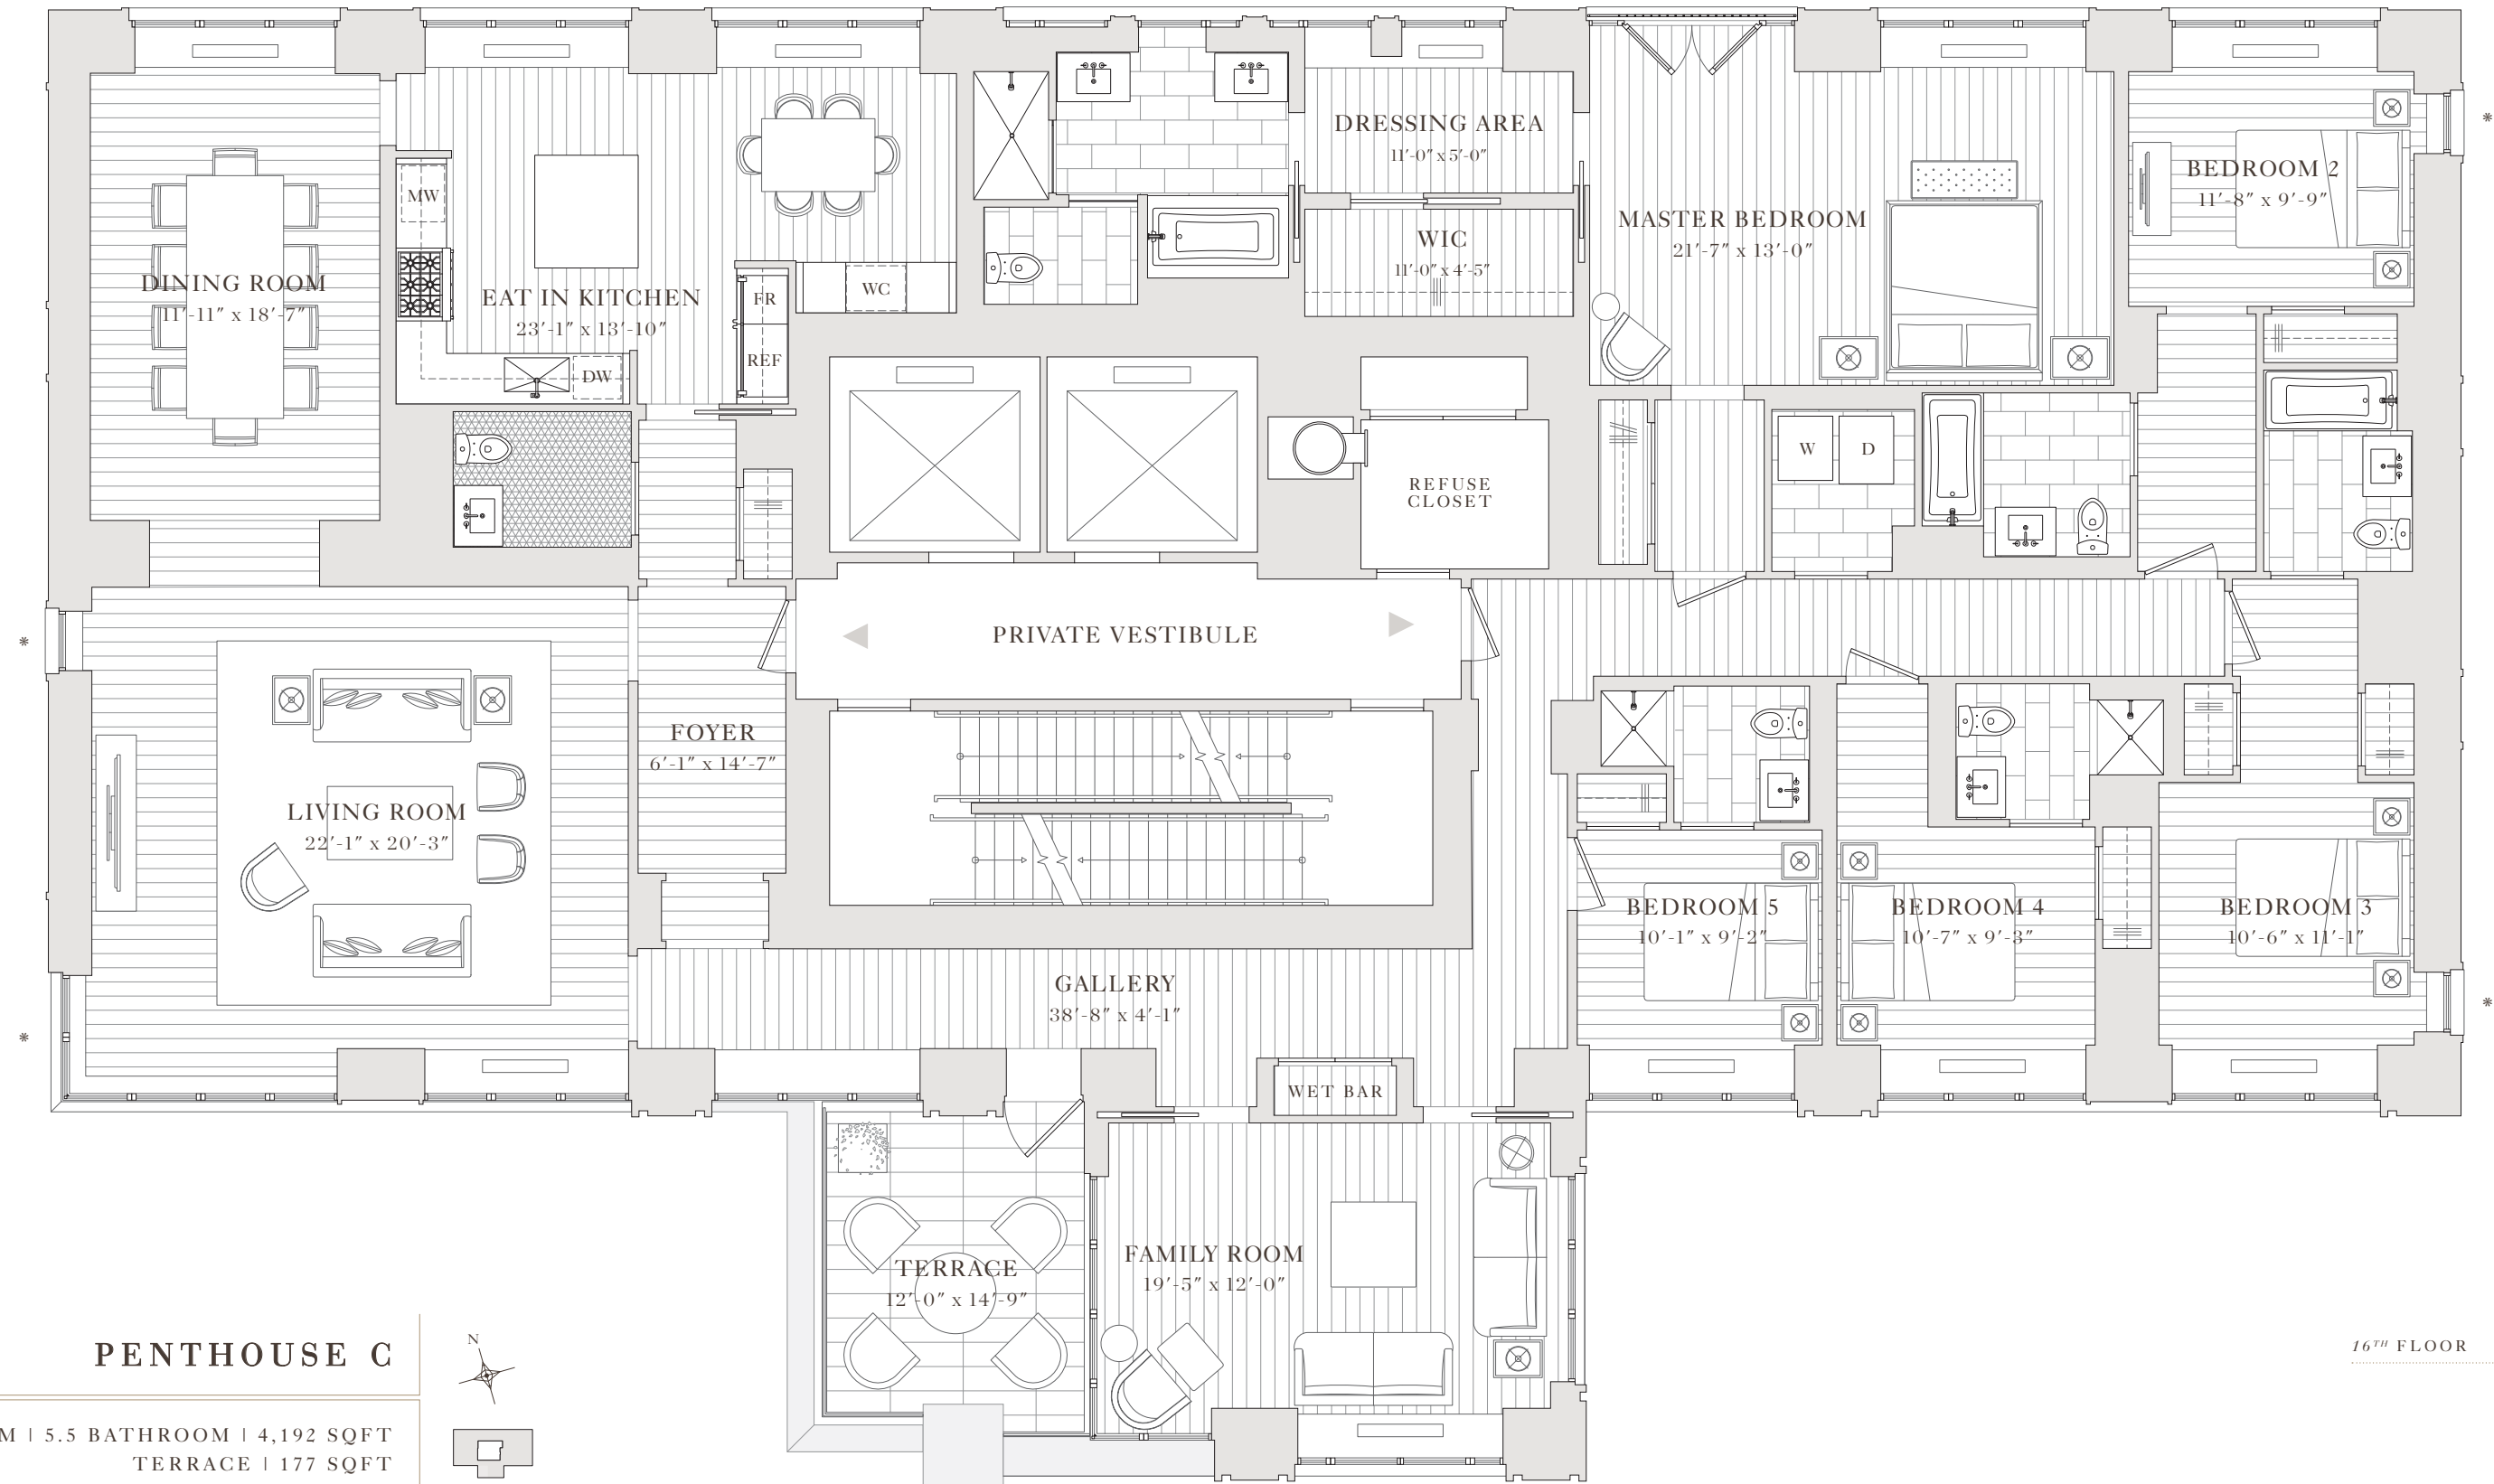 DRESSING AREA
11'-0" x 5'-0"
BEDROOM 2
11'-8" x 9'-9"
MW
MASTER BEDROOM
21'-7" x 13'-0"
WIC
11'-0" x 4'-5"
DINING ROOM
11'-11" x 18'-7"
EAT IN KITCHEN
23'-1" x 13'-10"
FR
WC
REF
DW
W
D
REFUSE
CLOSET
PRIVATE VESTIBULE
FOYER
6'-1" x 14'-7"
LIVING ROOM
22'-1" x 20'-3"
BEDROOM 5
10'-1" x 9'-2"
BEDROOM 4
10'-7" x 9'-3"
BEDROOM 3
10'-6" x 11'-1"
GALLERY
38'-8" x 4'-1"
WET BAR
TERRACE
12'-0" x 14'-9"
FAMILY ROOM
19'-5" x 12'-0"
N
PENTHOUSE C
16TH FLOOR
M | 5.5 BATHROOM | 4,192 SQFT
TERRACE | 177 SQFT